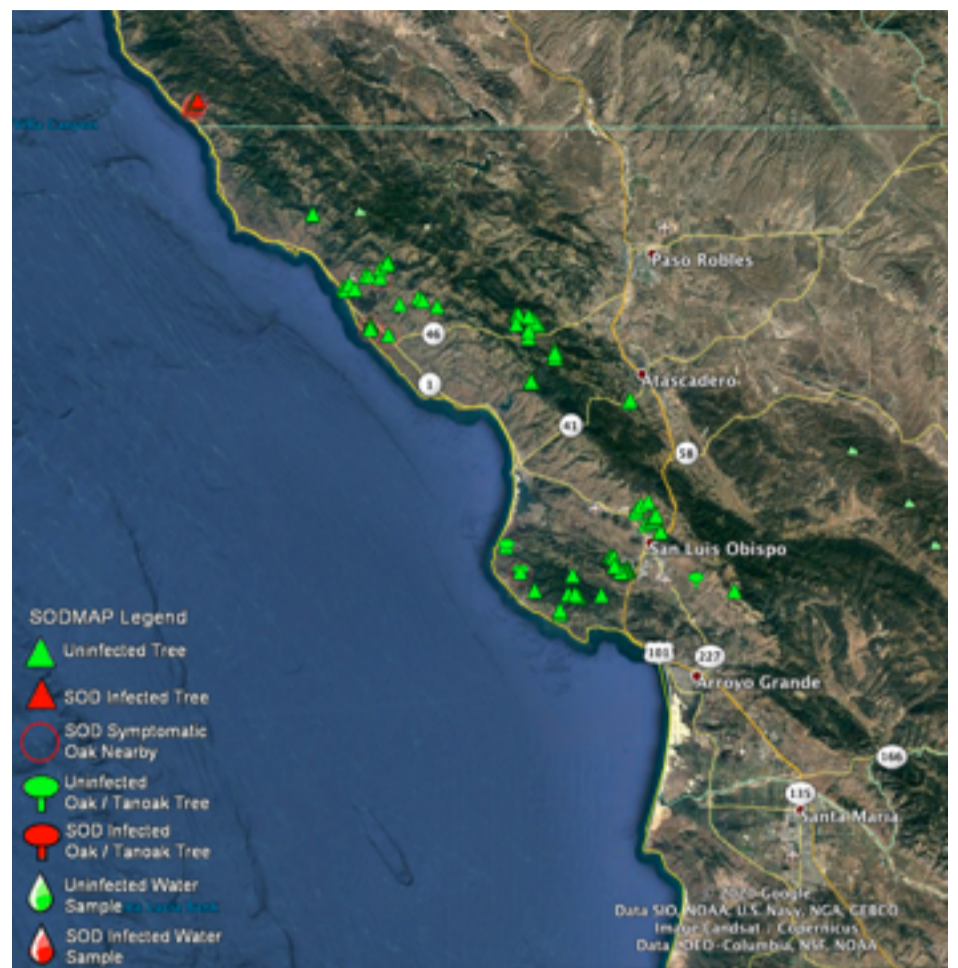 Paso Robles
46
1
Atascadero
41
58
San Luis Obispo
101
227
Arroyo Grande
166
135
Santa Maria
SODMAP Legend
Uninfected Tree
SOD Infected Tree
SOD Symptomatic
Oak Nearby
Uninfected
Oak / Tanoak Tree
SOD Infected
Oak / Tanoak Tree
Uninfected Water
Sample
SOD Infected Water
Sample
© 2020 Google
Data SIO, NOAA, U.S. Navy, NGA, GEBCO
Image Landsat / Copernicus
Data LDEO-Columbia, NSF, NOAA